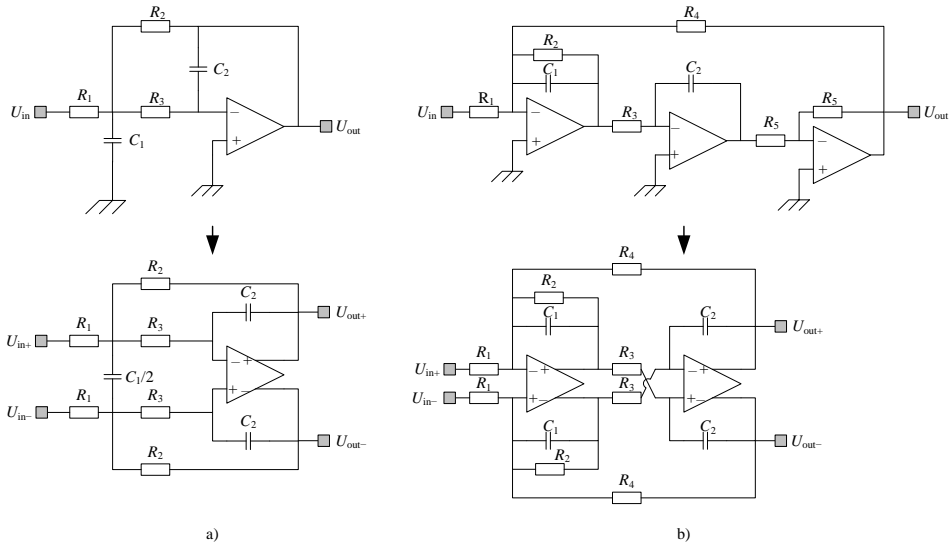 R2
C2
R1
R3
Uin
Uout
C1
−
+
R4
R2
C1
C2
R1
R3
R5
R5
Uin
Uout
−
+
−
+
−
+
R2
C2
Uout+
R1
R3
Uin+
C1/2
− +
+ −
R1
R3
Uin−
C2
Uout−
R2
R4
R2
C1
C2
Uout+
R1
R3
Uin+
R1
R3
Uin−
− +
+ −
− +
+ −
C1
C2
Uout−
R2
R4
a)
b)